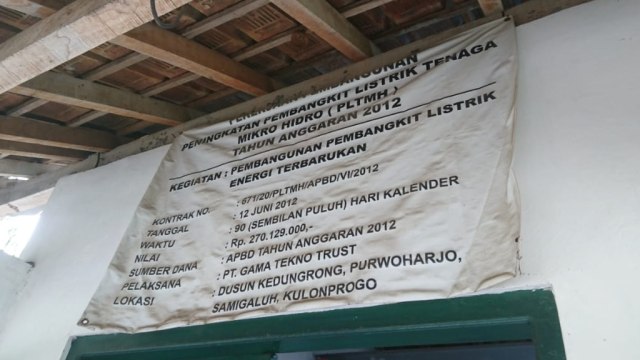 PEMBANGUNAN
PENINGKATAN PEMBANGKIT LISTRIK TENAGA
MIKRO HIDRO ( PLTMH )
TAHUN ANGGARAN 2012
KEGIATAN : PEMBANGUNAN PEMBANGKIT LISTRIK
ENERGI TERBARUKAN
KONTRAK NO. : 671/20/PLTMH/APBD/VI/2012
TANGGAL : 12 JUNI 2012
WAKTU : 90 (SEMBILAN PULUH) HARI KALENDER
NILAI : Rp. 270.129.000,-
SUMBER DANA : APBD TAHUN ANGGARAN 2012
PELAKSANA : PT. GAMA TEKNO TRUST
LOKASI : DUSUN KEDUNGRONG, PURWOHARJO,
SAMIGALUH, KULONPROGO